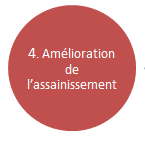 4. Amélioration
de
l'assainissement